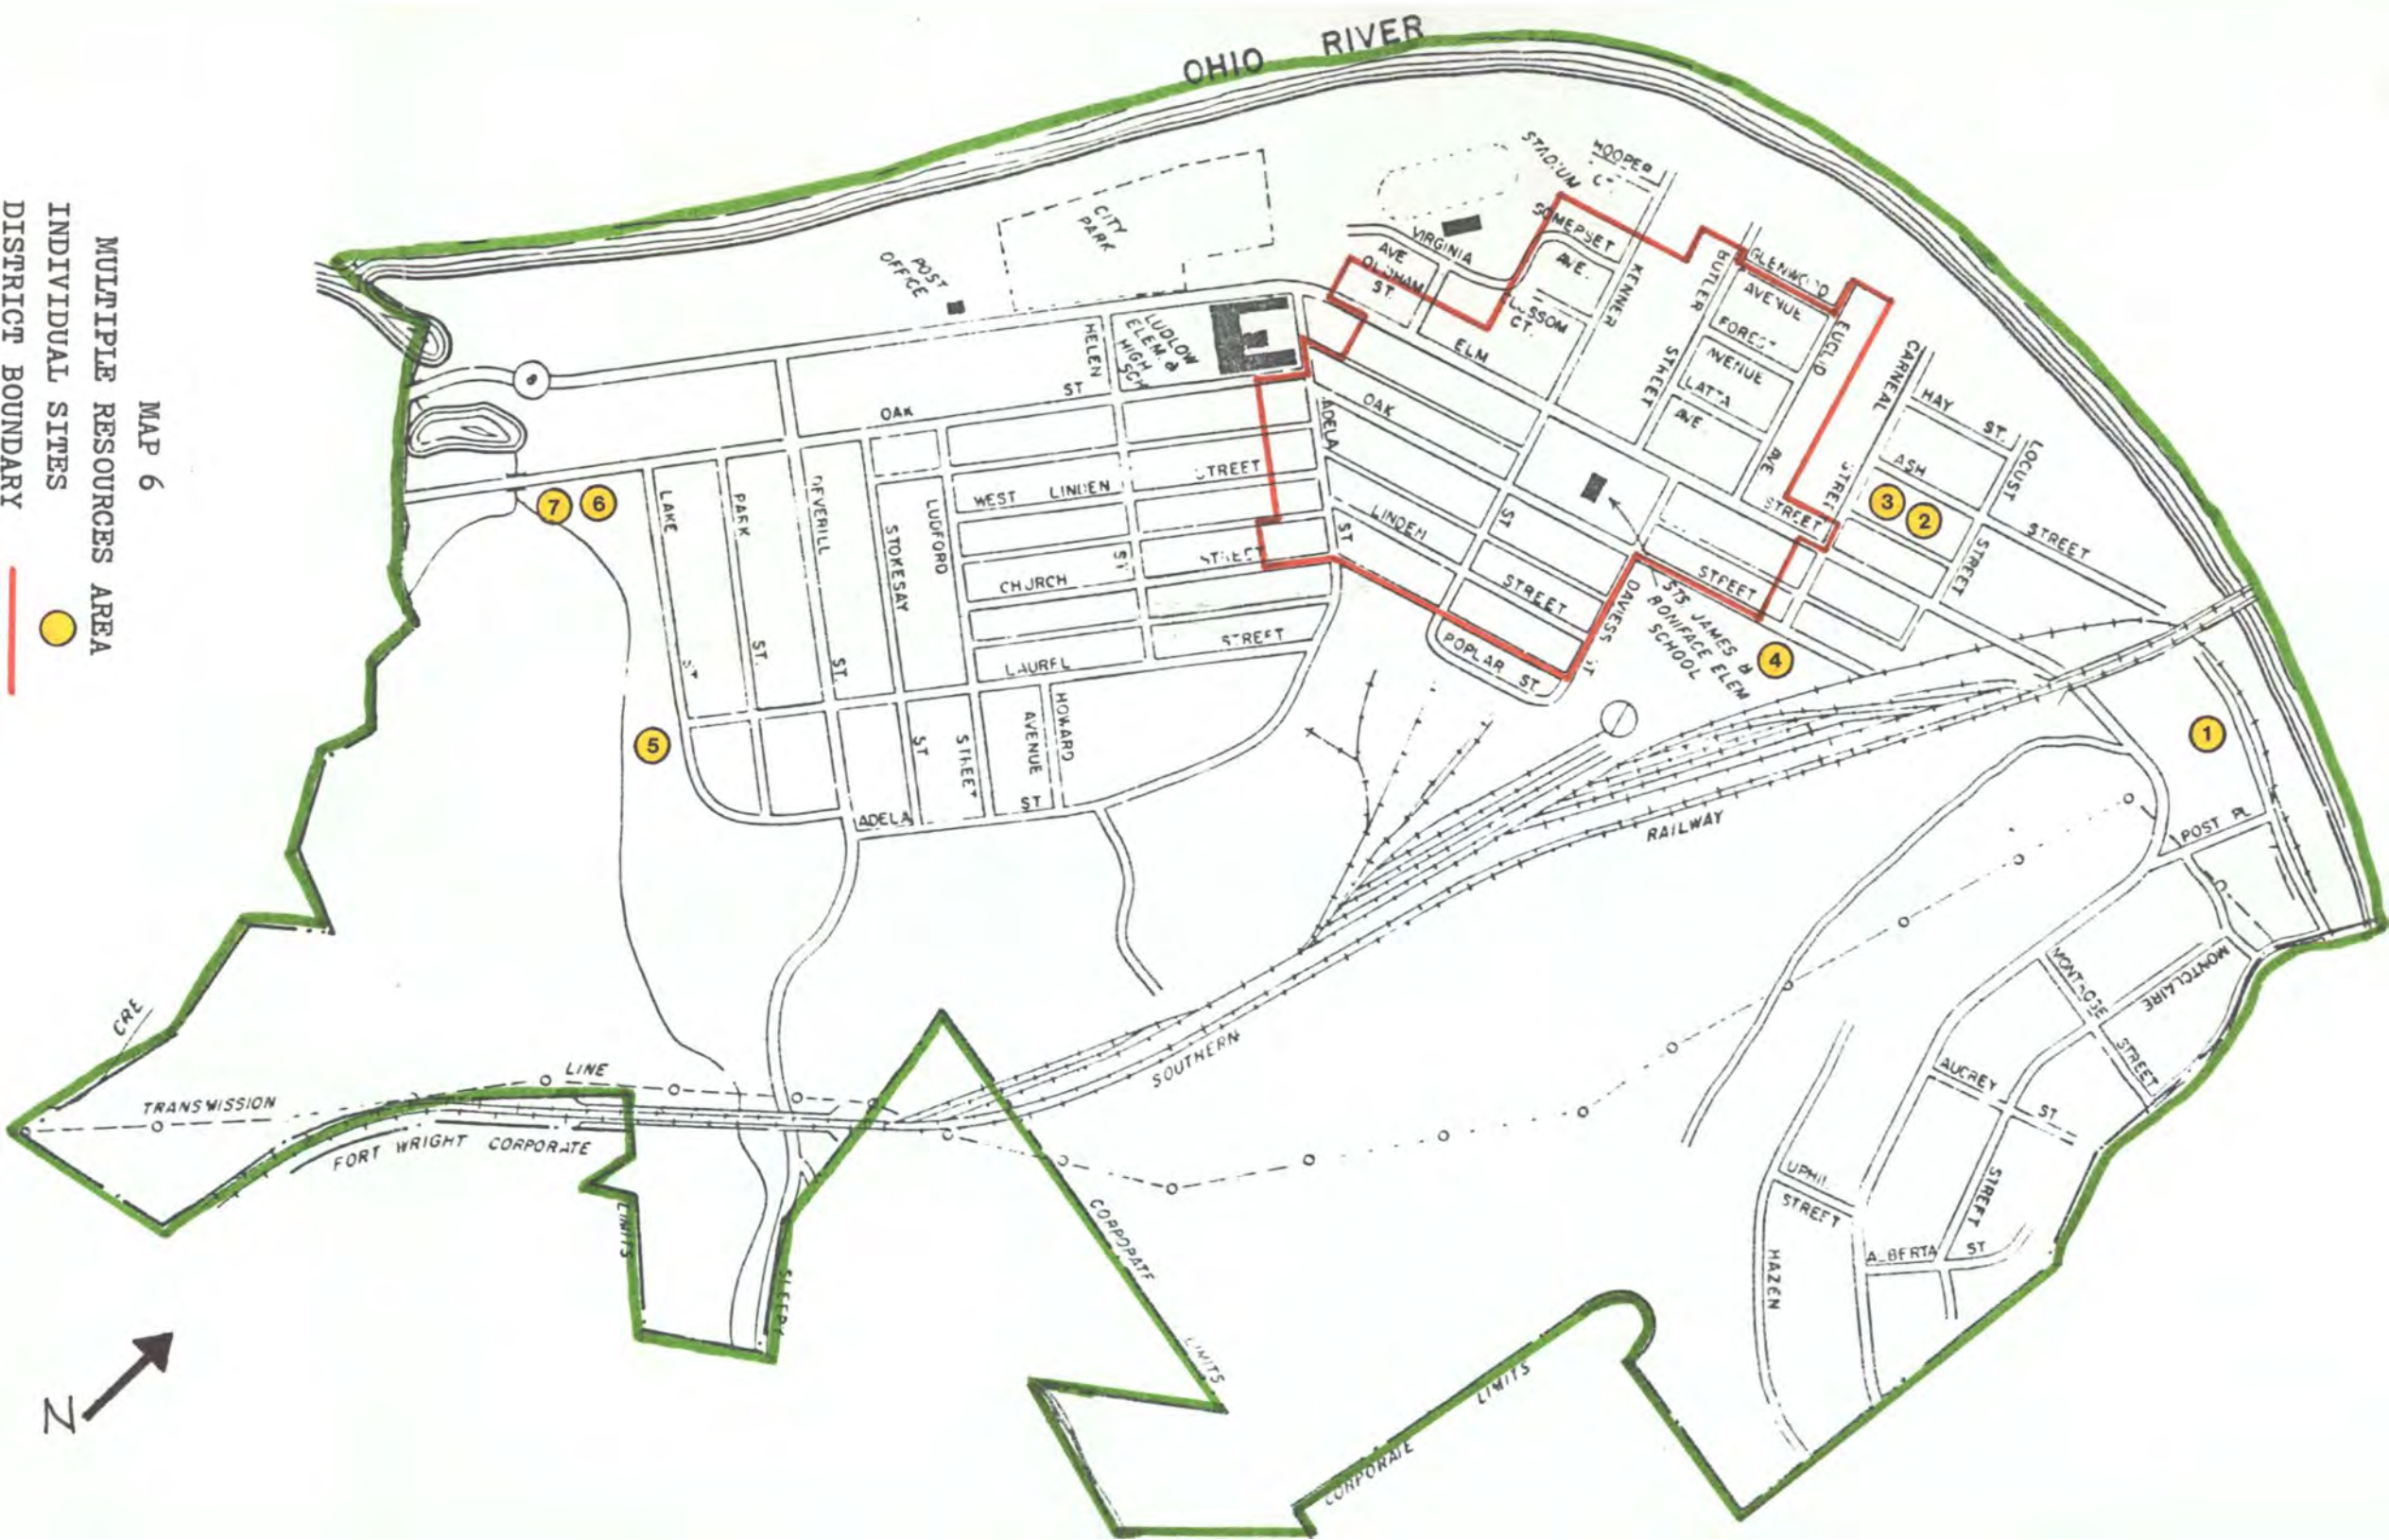 MAP 6
MULTIPLE RESOURCES AREA
INDIVIDUAL SITES
DISTRICT BOUNDARY
OHIO RIVER
STADIUM
HOOPER
SOMERSET
AVE.
VIRGINIA
AVE
OLDHAM
ST.
CT.
KENNER
BUTLER
STREET
GLENWOOD
AVENUE
FOREST
AVENUE
LATTA
AVE
EUCLID
AVE
CARNEAL
STREET
HAY
ST.
ASH
STREET
LOCUST
STREET
CITY
PARK
POST
OFFICE
LUDLOW
ELEM. &
HIGH
SCH
HELEN
ST
ELM
STREET
OAK
ST
OAK
STREET
ADELA
ST
LINDEN
STREET
WEST LINDEN
STREET
CHURCH
STREET
LAUREL
STREET
ST
DAVIESS
ST
POPLAR ST
STS. JAMES &
BONIFACE ELEM
SCHOOL
LAKE
ST
PARK
ST.
DEVERILL
ST.
STOKESAY
ST
LUDFORD
STREET
AVENUE
HOWARD
ST
ADELA
1
2
3
4
5
6
7
SOUTHERN
RAILWAY
POST PL
MONTCLAIRE
MONTROSE
STREET
AUCREY
ST
STREET
UPHIL
STREET
ALBERTA
ST
HAZEN
CRE
TRANSMISSION
LINE
FORT WRIGHT CORPORATE
LIMITS
SLEEPY
CORPORATE
LIMITS
CORPORATE
LIMITS
N